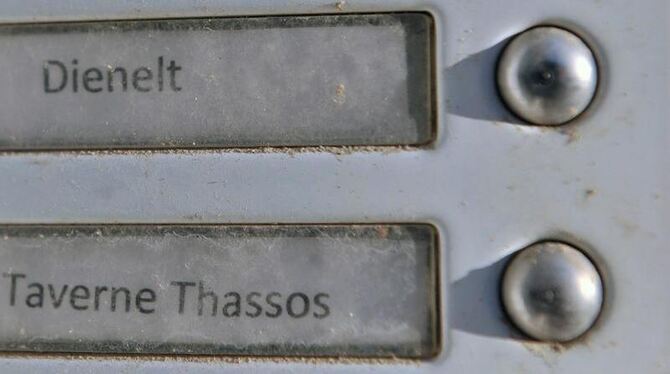 Dienelt
Taverne Thassos